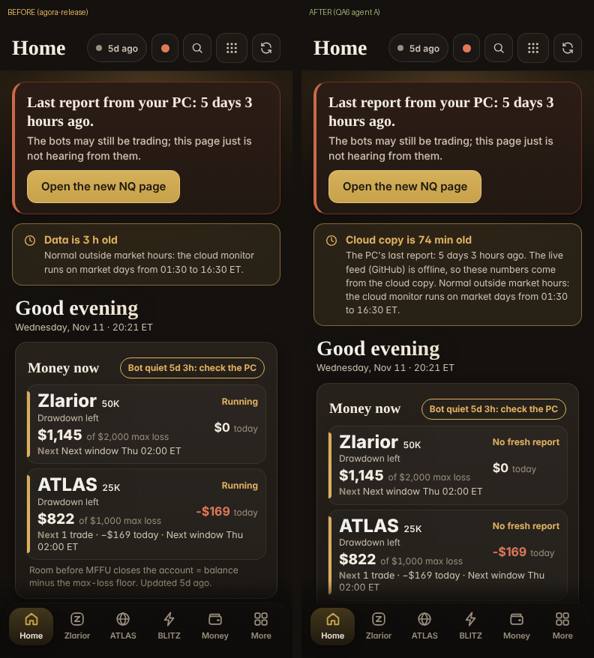 BEFORE (agora-release)
Home
5d ago
Last report from your PC: 5 days 3
hours ago.
The bots may still be trading; this page just is
not hearing from them.
Open the new NQ page
Data is 3 h old
Normal outside market hours: the cloud monitor
runs on market days from 01:30 to 16:30 ET.
Good evening
Wednesday, Nov 11 · 20:21 ET
Money now
Bot quiet 5d 3h: check the PC
Zlarior 50K
Running
Drawdown left
$1,145 of $2,000 max loss
$0 today
Next Next window Thu 02:00 ET
ATLAS 25K
Running
Drawdown left
$822 of $1,000 max loss
-$169 today
Next 1 trade · −$169 today · Next window Thu
02:00 ET
Room before MFFU closes the account = balance
minus the max-loss floor. Updated 5d ago.
Home
Zlarior
ATLAS
BLITZ
Money
More
AFTER (QA6 agent A)
Home
5d ago
Last report from your PC: 5 days 3
hours ago.
The bots may still be trading; this page just is
not hearing from them.
Open the new NQ page
Cloud copy is 74 min old
The PC's last report: 5 days 3 hours ago. The live
feed (GitHub) is offline, so these numbers come
from the cloud copy. Normal outside market hours:
the cloud monitor runs on market days from 01:30
to 16:30 ET.
Good evening
Wednesday, Nov 11 · 20:21 ET
Money now
Bot quiet 5d 3h: check the PC
Zlarior 50K
No fresh report
Drawdown left
$1,145 of $2,000 max loss
$0 today
Next Next window Thu 02:00 ET
ATLAS 25K
No fresh report
Drawdown left
$822 of $1,000 max loss
-$169 today
Next 1 trade · −$169 today · Next window Thu
02:00 ET
Home
Zlarior
ATLAS
BLITZ
Money
More